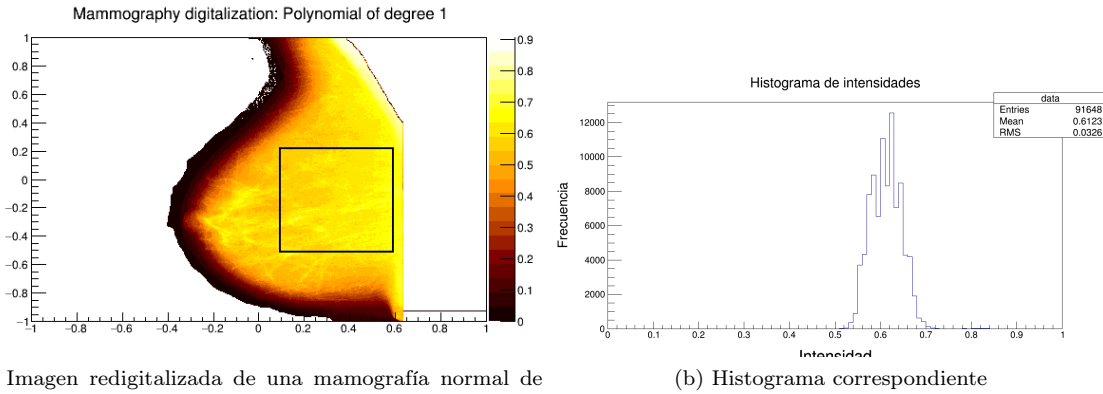 Mammography digitalization: Polynomial of degree 1
1
0.8
0.6
0.4
0.2
0
−0.2
−0.4
−0.6
−0.8
−1
−1 −0.8 −0.6 −0.4 −0.2 0 0.2 0.4 0.6 0.8 1
0.9
0.8
0.7
0.6
0.5
0.4
0.3
0.2
0.1
0
Imagen redigitalizada de una mamografía normal de
Histograma de intensidades
data
Entries 91648
Mean 0.6123
RMS 0.0326
Frecuencia
12000
10000
8000
6000
4000
2000
0
0 0.1 0.2 0.3 0.4 0.5 0.6 0.7 0.8 0.9 1
Intensidad
(b) Histograma correspondiente